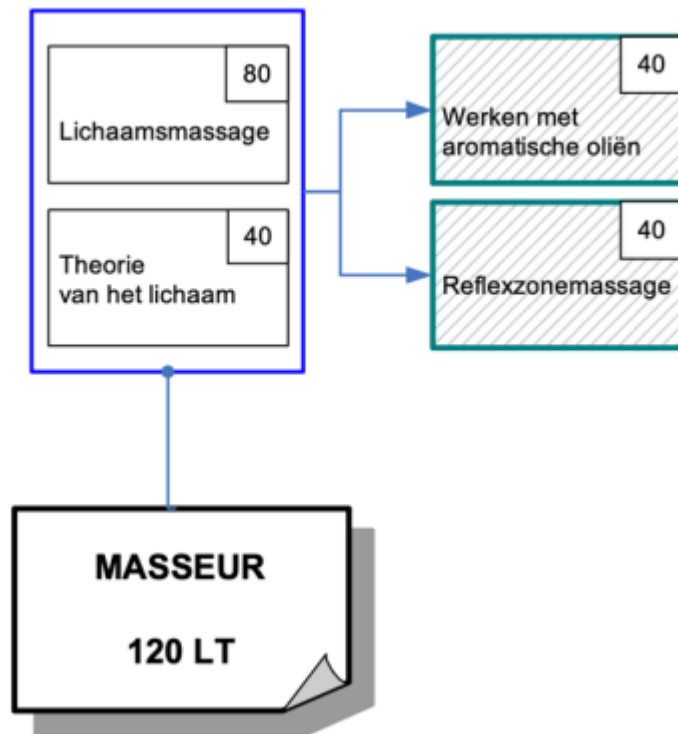 80
Lichaamsmassage
40
Theorie
van het lichaam
40
Werken met
aromatische oliën
40
Reflexzonemassage
MASSEUR
120 LT